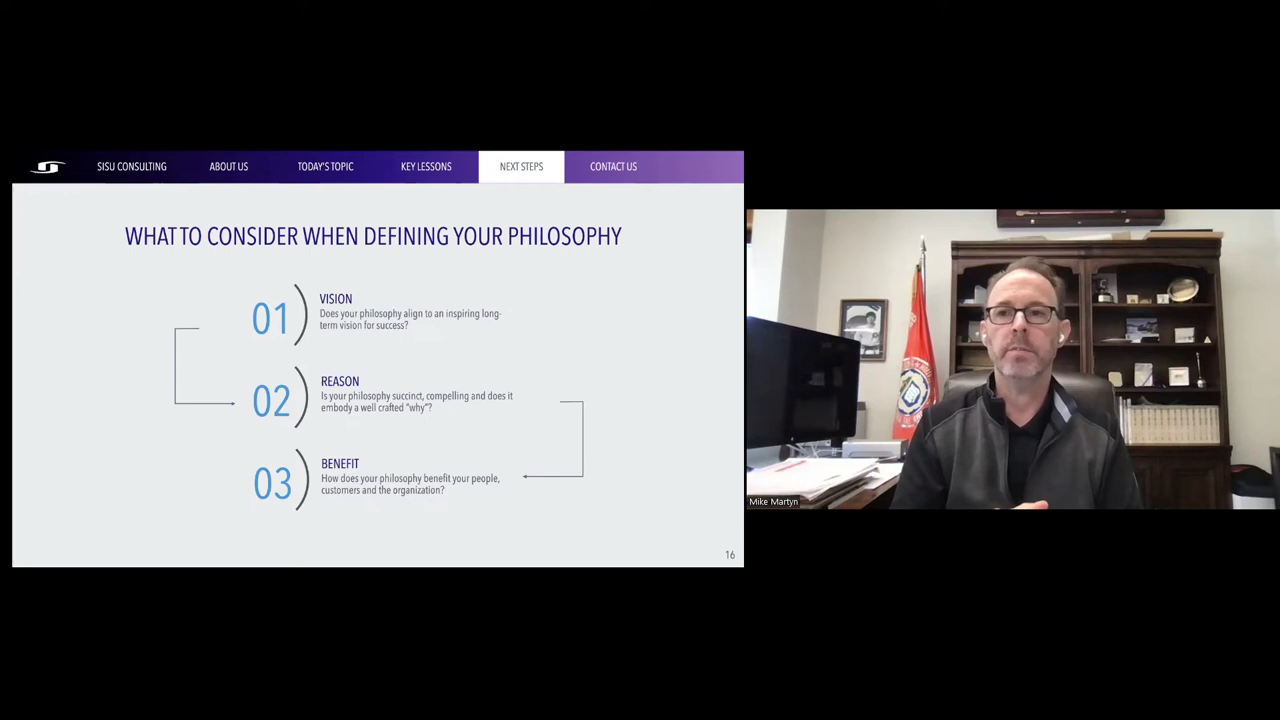 SISU CONSULTING
ABOUT US
TODAY'S TOPIC
KEY LESSONS
NEXT STEPS
CONTACT US
WHAT TO CONSIDER WHEN DEFINING YOUR PHILOSOPHY
01
VISION
Does your philosophy align to an inspiring long-
term vision for success?
02
REASON
Is your philosophy succinct, compelling and does it
embody a well crafted "why"?
03
BENEFIT
How does your philosophy benefit your people,
customers and the organization?
16
Mike Martyn